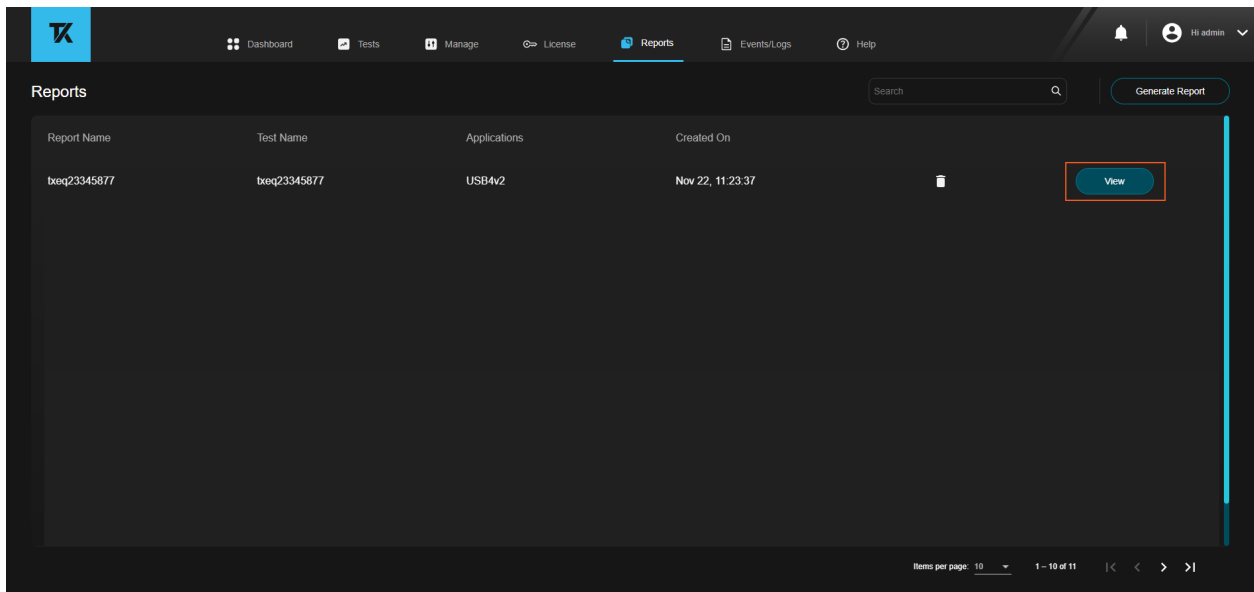 TK
Dashboard Tests Manage License Reports Events/Logs Help Hi admin
Reports Search Generate Report
Report Name Test Name Applications Created On
txeq23345877 txeq23345877 USB4v2 Nov 22, 11:23:37 View
Items per page: 10 1 – 10 of 11